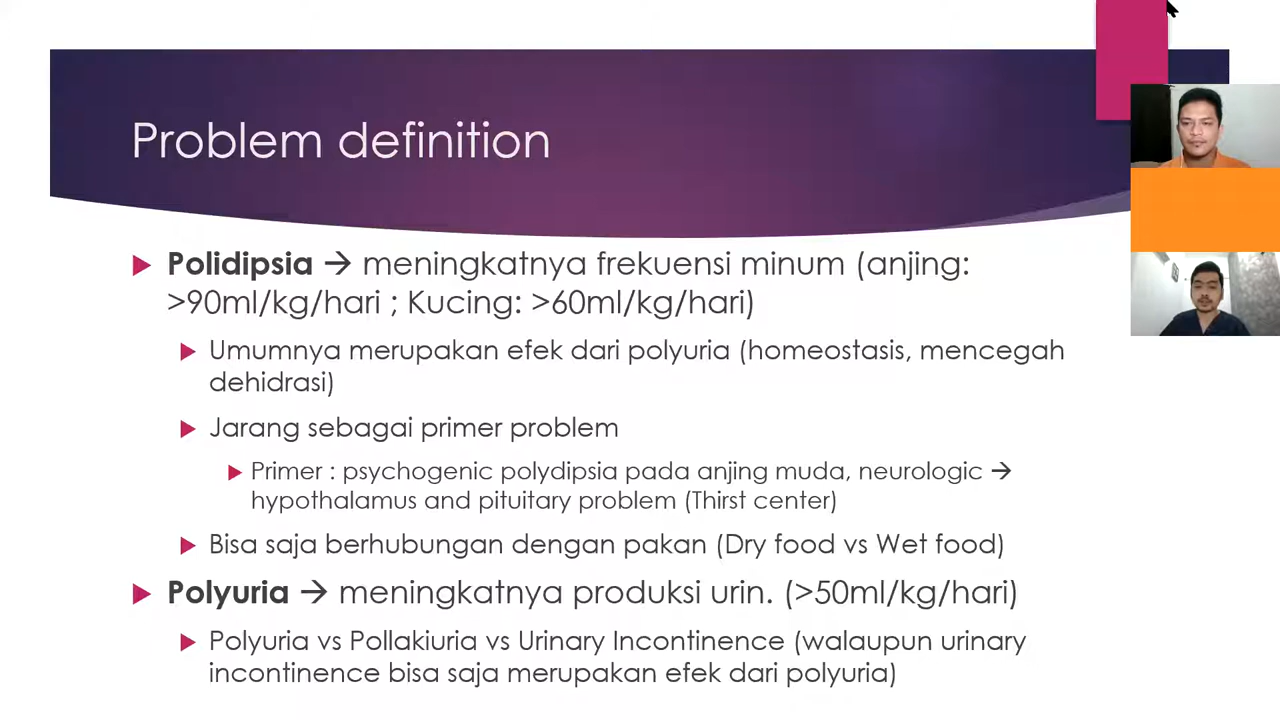 Problem definition
Polidipsia → meningkatnya frekuensi minum (anjing:
>90ml/kg/hari ; Kucing: >60ml/kg/hari)
Umumnya merupakan efek dari polyuria (homeostasis, mencegah
dehidrasi)
Jarang sebagai primer problem
Primer : psychogenic polydipsia pada anjing muda, neurologic →
hypothalamus and pituitary problem (Thirst center)
Bisa saja berhubungan dengan pakan (Dry food vs Wet food)
Polyuria → meningkatnya produksi urin. (>50ml/kg/hari)
Polyuria vs Pollakiuria vs Urinary Incontinence (walaupun urinary
incontinence bisa saja merupakan efek dari polyuria)